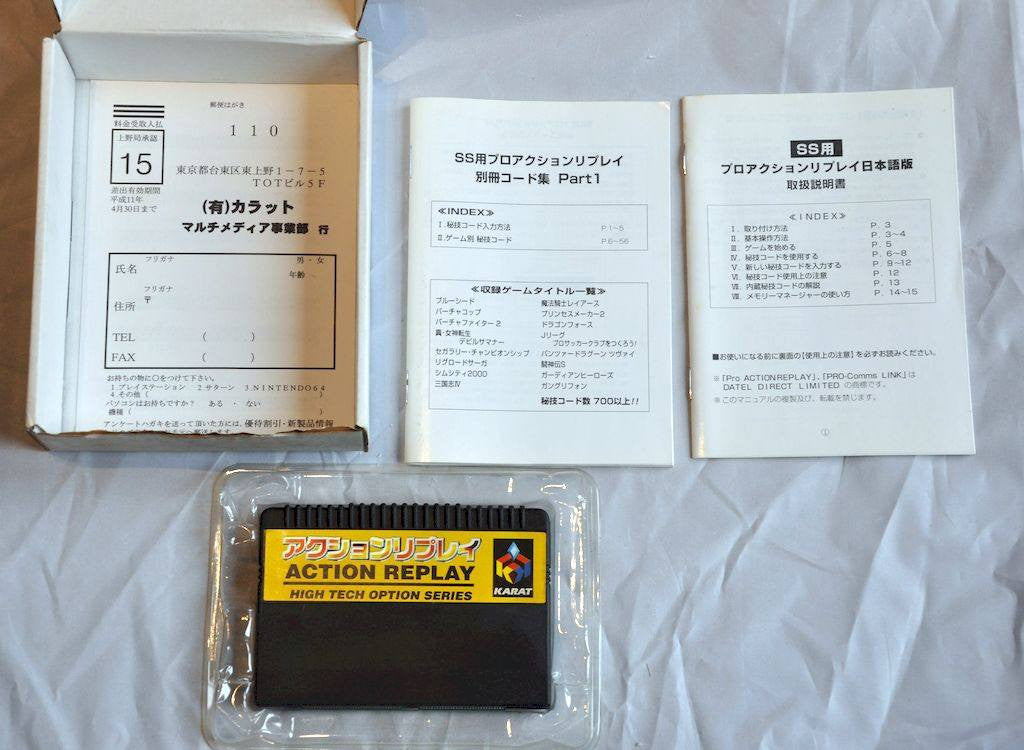 郵便はがき
料金受取人払
上野局承認
15
差出有効期間
平成11年
4月30日まで
110
東京都台東区東上野1-7-5
TOTビル5F
(有)カラット
マルチメディア事業部 行
フリガナ
男・女
氏名
年齢
フリガナ
住所
〒
TEL ( )
FAX ( )
お持ちの物に○をつけて下さい。
1.プレイステーション 2.サターン 3.NINTENDO64
4.その他( )
パソコンはお持ちですか? ある ・ ない
機種( )
アンケートハガキを送って頂いた方には、優待割引・新製品情報
SS用プロアクションリプレイ
別冊コード集 Part1
≪INDEX≫
Ⅰ.秘技コード入力方法 P.1~5
Ⅱ.ゲーム別 秘技コード P.6~56
≪収録ゲームタイトル一覧≫
ブルーシード 魔法騎士レイアース
バーチャコップ プリンセスメーカー2
バーチャファイター2 ドラゴンフォース
真・女神転生 Jリーグ
デビルサマナー プロサッカークラブをつくろう!
セガラリー・チャンピオンシップ パンツァードラグーン ツヴァイ
リグロードサーガ 闘神伝S
シムシティ2000 ガーディアンヒーローズ
三国志Ⅳ ガングリフォン
秘技コード数 700以上!!
SS用
プロアクションリプレイ日本語版
取扱説明書
≪INDEX≫
Ⅰ. 取り付け方法 P. 3
Ⅱ. 基本操作方法 P. 3~4
Ⅲ. ゲームを始める P. 5
Ⅳ. 秘技コードを使用する P. 6~8
Ⅴ. 新しい秘技コードを入力する P. 9~12
Ⅵ. 秘技コード使用上の注意 P. 12
Ⅶ. 内蔵秘技コードの解説 P. 13
Ⅷ. メモリーマネージャーの使い方 P. 14~15
■お使いになる前に裏面の【使用上の注意】を必ずお読みください。
※「Pro ACTIONREPLAY」、「PRO-Comms LINK」は
DATEL DIRECT LIMITED の商標です。
※このマニュアルの複製及び、転載を禁じます。
①
アクションリプレイ
ACTION REPLAY
HIGH TECH OPTION SERIES
KARAT